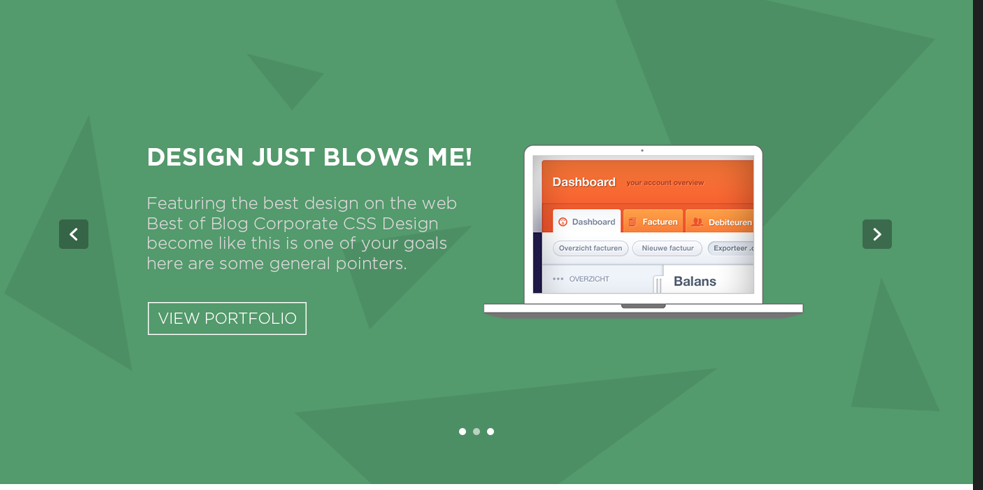 DESIGN JUST BLOWS ME!
Featuring the best design on the web
Best of Blog Corporate CSS Design
become like this is one of your goals
here are some general pointers.
VIEW PORTFOLIO
Dashboard your account overview
Dashboard Facturen Debiteuren
Overzicht facturen Nieuwe factuur Exporteer
OVERZICHT Balans